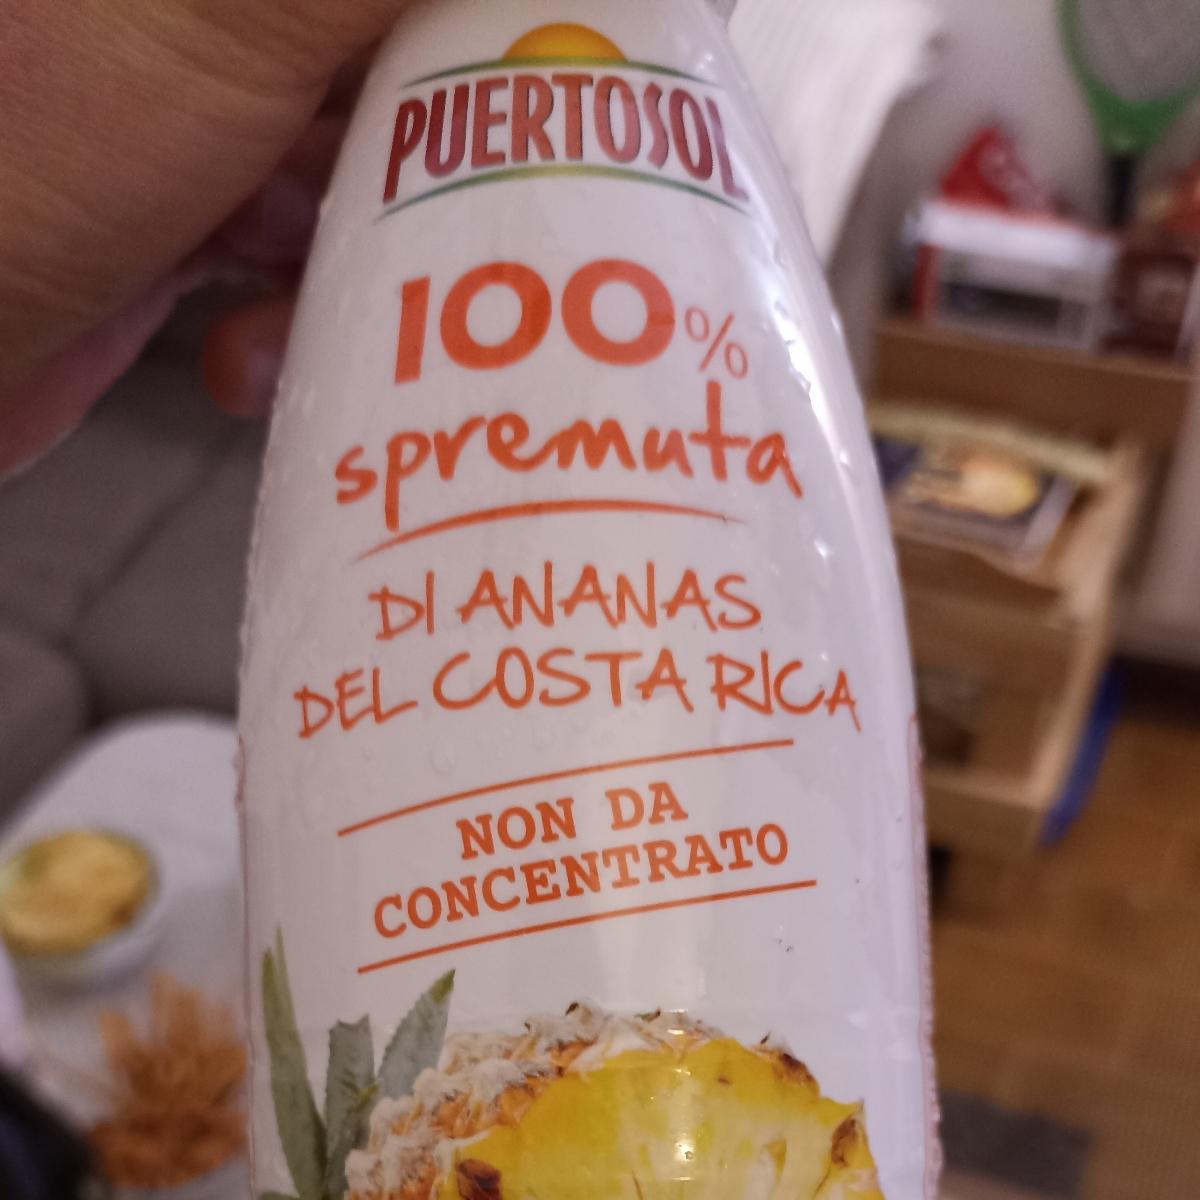 PUERTOSOL
100%
spremuta
DI ANANAS
DEL COSTA RICA
NON DA
CONCENTRATO